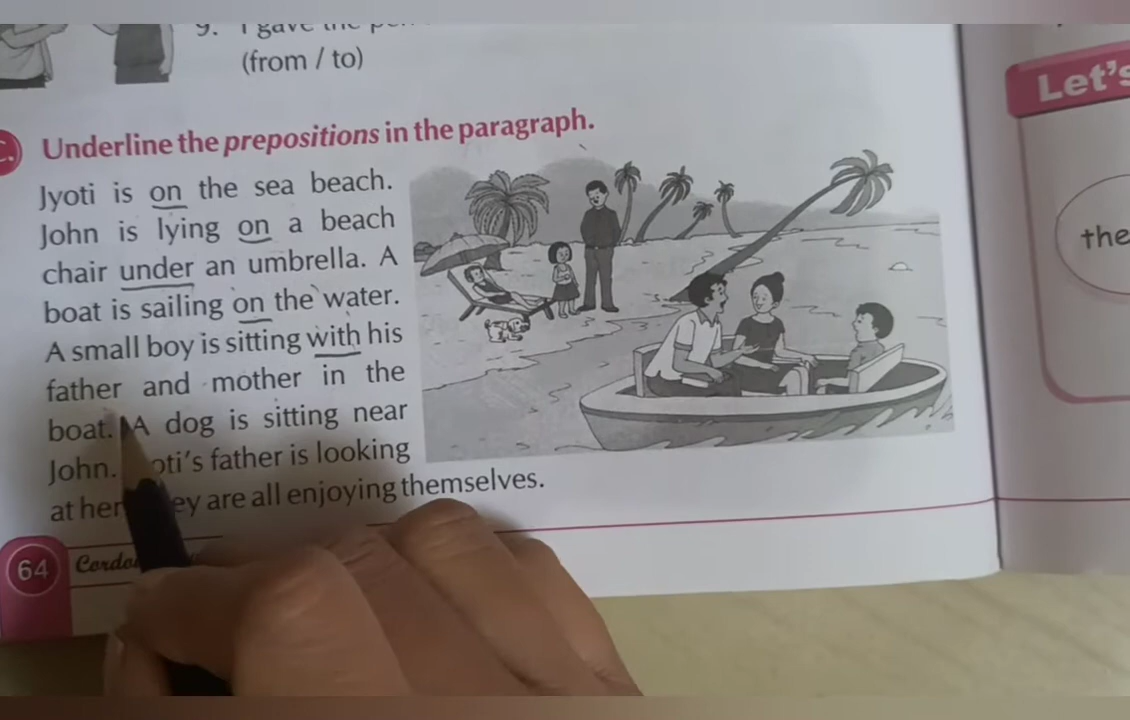 9. I gave the
(from / to)
C. Underline the prepositions in the paragraph.
Jyoti is on the sea beach.
John is lying on a beach
chair under an umbrella. A
boat is sailing on the water.
A small boy is sitting with his
father and mother in the
boat. A dog is sitting near
John. father is looking
at her are all enjoying themselves.
64
Let's
the